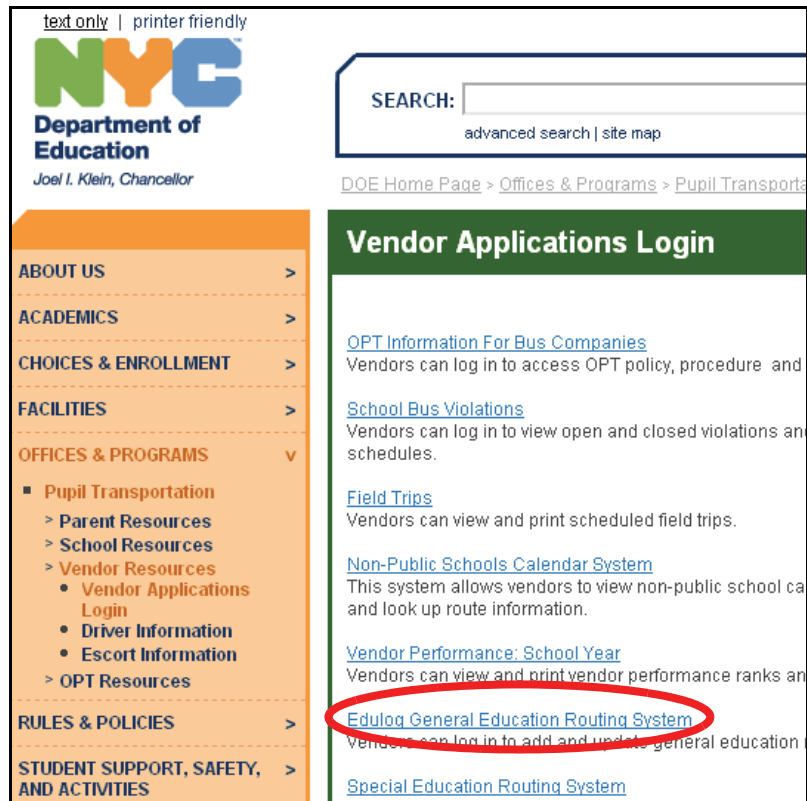 text only | printer friendly
NYC
Department of
Education
Joel I. Klein, Chancellor
SEARCH:
advanced search | site map
DOE Home Page > Offices & Programs > Pupil Transporta
ABOUT US >
ACADEMICS >
CHOICES & ENROLLMENT >
FACILITIES >
OFFICES & PROGRAMS v
Pupil Transportation
> Parent Resources
> School Resources
> Vendor Resources
• Vendor Applications
Login
• Driver Information
• Escort Information
> OPT Resources
RULES & POLICIES >
STUDENT SUPPORT, SAFETY, >
AND ACTIVITIES
Vendor Applications Login
OPT Information For Bus Companies
Vendors can log in to access OPT policy, procedure and
School Bus Violations
Vendors can log in to view open and closed violations and
schedules.
Field Trips
Vendors can view and print scheduled field trips.
Non-Public Schools Calendar System
This system allows vendors to view non-public school ca
and look up route information.
Vendor Performance: School Year
Vendors can view and print vendor performance ranks an
Edulog General Education Routing System
Vendors can log in to add and update general education
Special Education Routing System